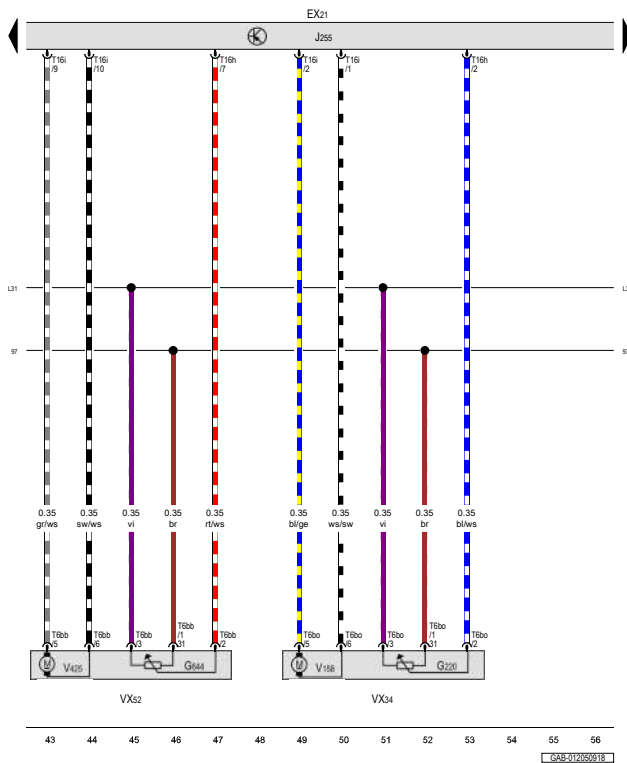 EX21
J255
T16i /9
T16i /10
T16h /7
T16i /2
T16i /1
T16h /2
L31
97
0.35 0.35 0.35 0.35 0.35 0.35 0.35 0.35 0.35 0.35
gr/ws sw/ws vi br rt/ws bl/ge ws/sw vi br bl/ws
T6bb /5
T6bb /6
T6bb /3
T6bb /1 31
T6bb /2
T6bo /5
T6bo /6
T6bo /3
T6bo /1 31
T6bo /2
M V425 G644
M V158 G220
VX52 VX34
43 44 45 46 47 48 49 50 51 52 53 54 55 56
GAB-012050918